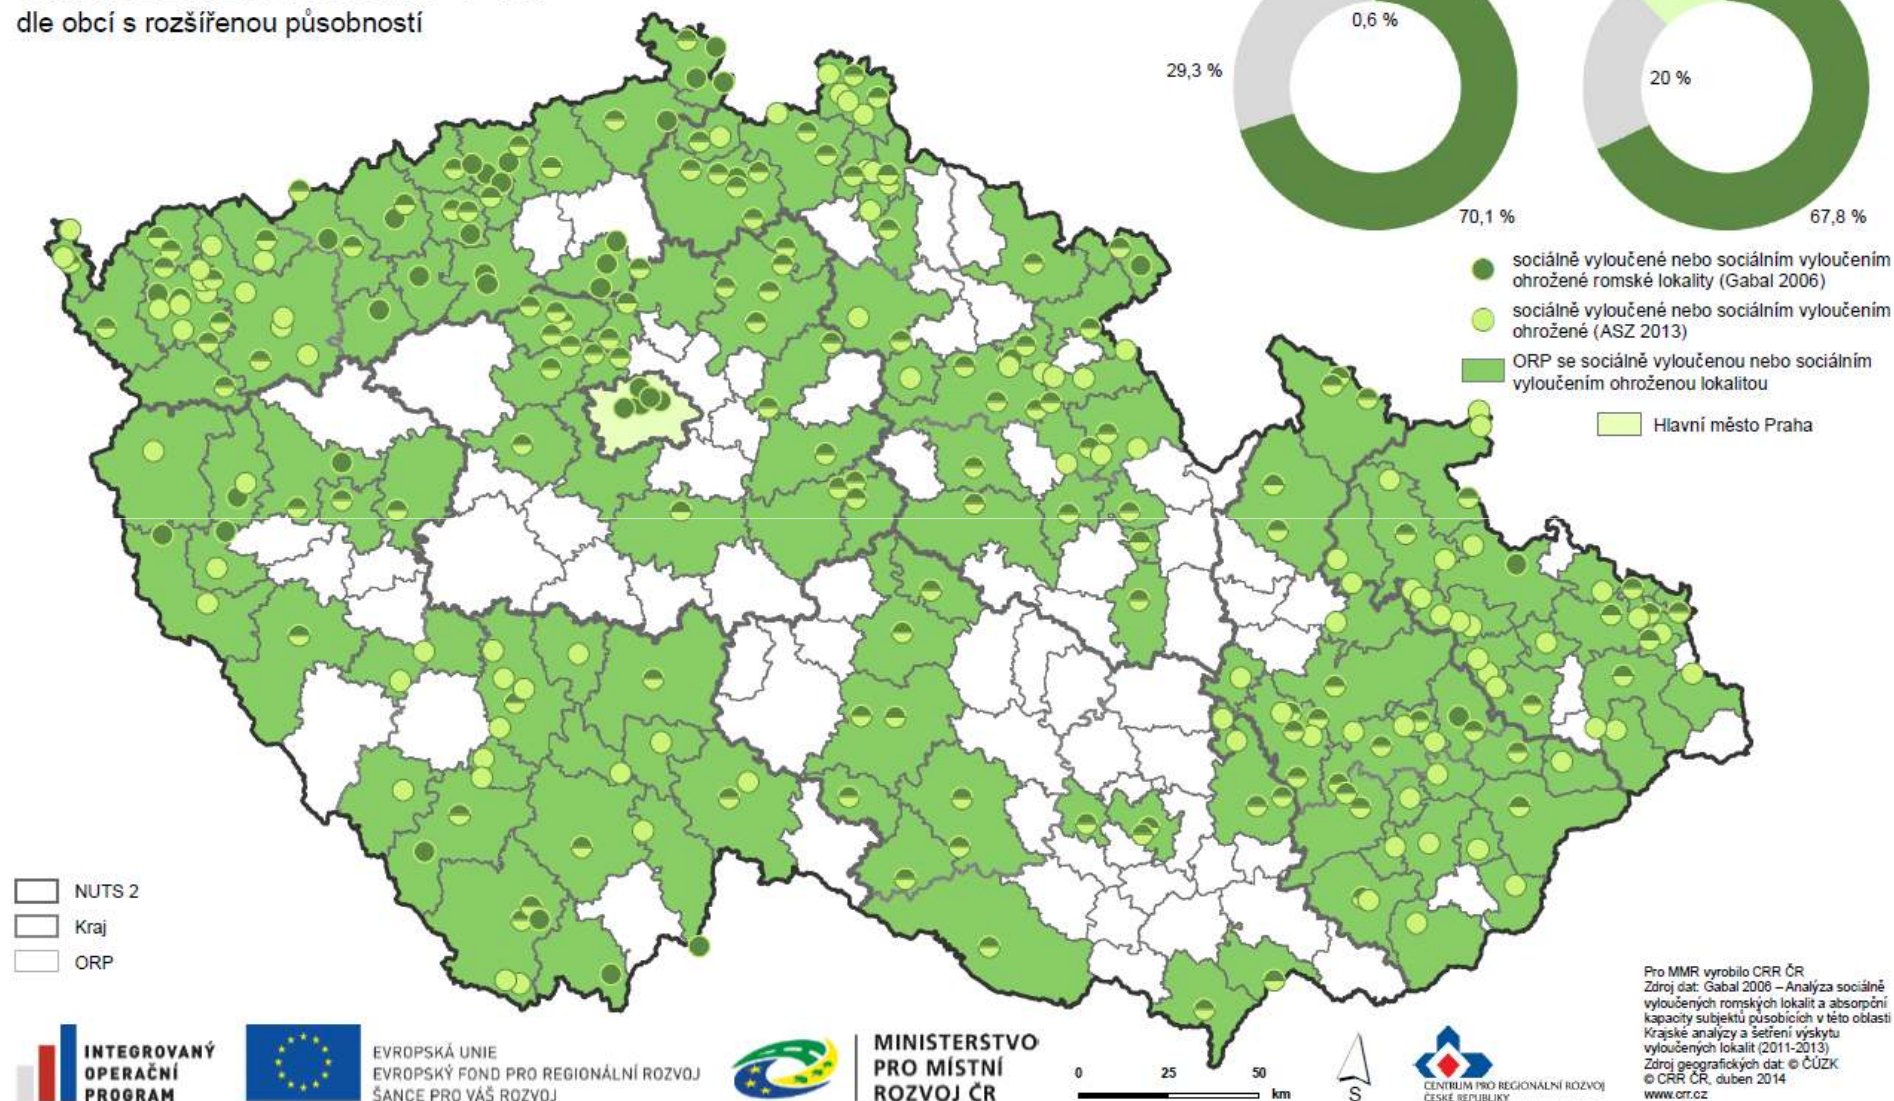 dle obcí s rozšířenou působností
0,6 %
29,3 %
70,1 %
20 %
67,8 %
sociálně vyloučené nebo sociálním vyloučením
ohrožené romské lokality (Gabal 2006)
sociálně vyloučené nebo sociálním vyloučením
ohrožené (ASZ 2013)
ORP se sociálně vyloučenou nebo sociálním
vyloučením ohroženou lokalitou
Hlavní město Praha
NUTS 2
Kraj
ORP
INTEGROVANÝ
OPERAČNÍ
PROGRAM
EVROPSKÁ UNIE
EVROPSKÝ FOND PRO REGIONÁLNÍ ROZVOJ
ŠANCE PRO VÁŠ ROZVOJ
MINISTERSTVO
PRO MÍSTNÍ
ROZVOJ ČR
0 25 50
km
S
CENTRUM PRO REGIONÁLNÍ ROZVOJ
ČESKÉ REPUBLIKY
Pro MMR vyrobilo CRR ČR
Zdroj dat: Gabal 2006 – Analýza sociálně
vyloučených romských lokalit a absorpční
kapacity subjektů působících v této oblasti
Krajské analýzy a šetření výskytu
vyloučených lokalit (2011-2013)
Zdroj geografických dat: © ČÚZK
© CRR ČR, duben 2014
www.crr.cz